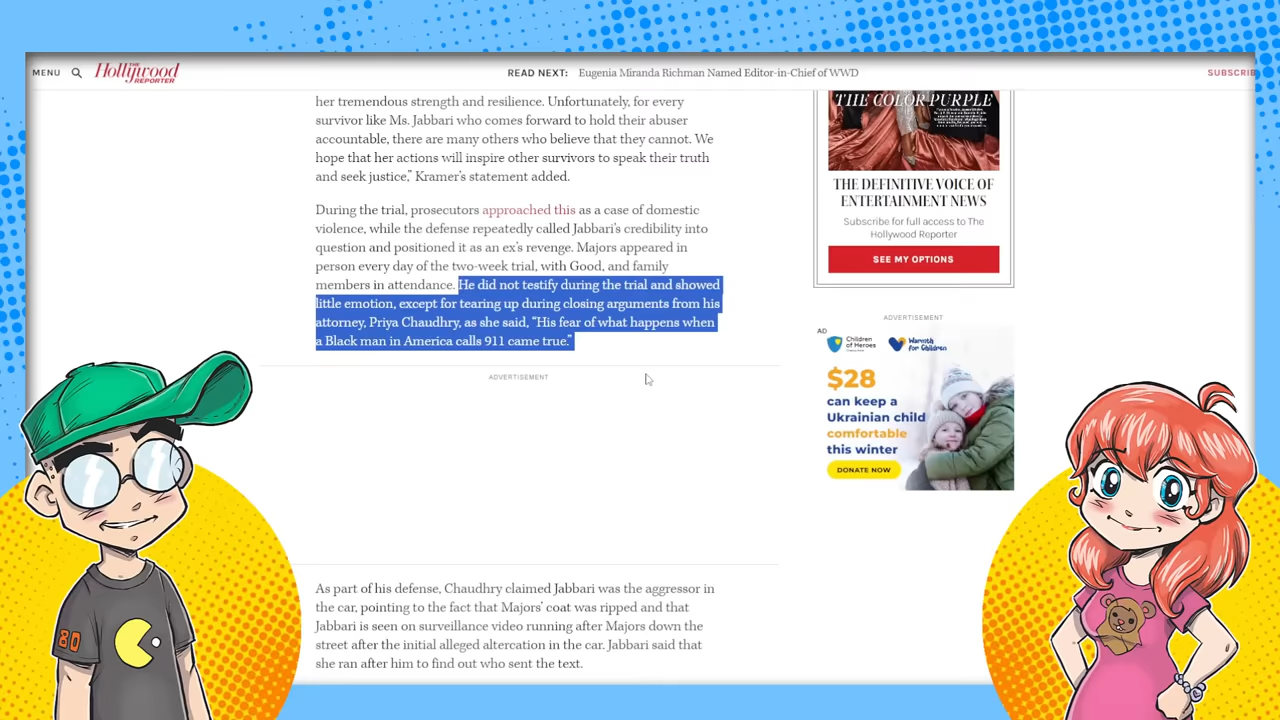 MENU
THE Hollywood REPORTER
READ NEXT: Eugenia Miranda Richman Named Editor-in-Chief of WWD
SUBSCRIB
her tremendous strength and resilience. Unfortunately, for every
survivor like Ms. Jabbari who comes forward to hold their abuser
accountable, there are many others who believe that they cannot. We
hope that her actions will inspire other survivors to speak their truth
and seek justice,” Kramer’s statement added.
During the trial, prosecutors approached this as a case of domestic
violence, while the defense repeatedly called Jabbari’s credibility into
question and positioned it as an ex’s revenge. Majors appeared in
person every day of the two-week trial, with Good, and family
members in attendance. He did not testify during the trial and showed
little emotion, except for tearing up during closing arguments from his
attorney, Priya Chaudhry, as she said, “His fear of what happens when
a Black man in America calls 911 came true.”
ADVERTISEMENT
As part of his defense, Chaudhry claimed Jabbari was the aggressor in
the car, pointing to the fact that Majors’ coat was ripped and that
Jabbari is seen on surveillance video running after Majors down the
street after the initial alleged altercation in the car. Jabbari said that
she ran after him to find out who sent the text.
THE COLOR PURPLE
THE DEFINITIVE VOICE OF
ENTERTAINMENT NEWS
Subscribe for full access to The
Hollywood Reporter
SEE MY OPTIONS
ADVERTISEMENT
AD
Children of Heroes
Warmth for Children
$28
can keep a
Ukrainian child
comfortable
this winter
DONATE NOW
80